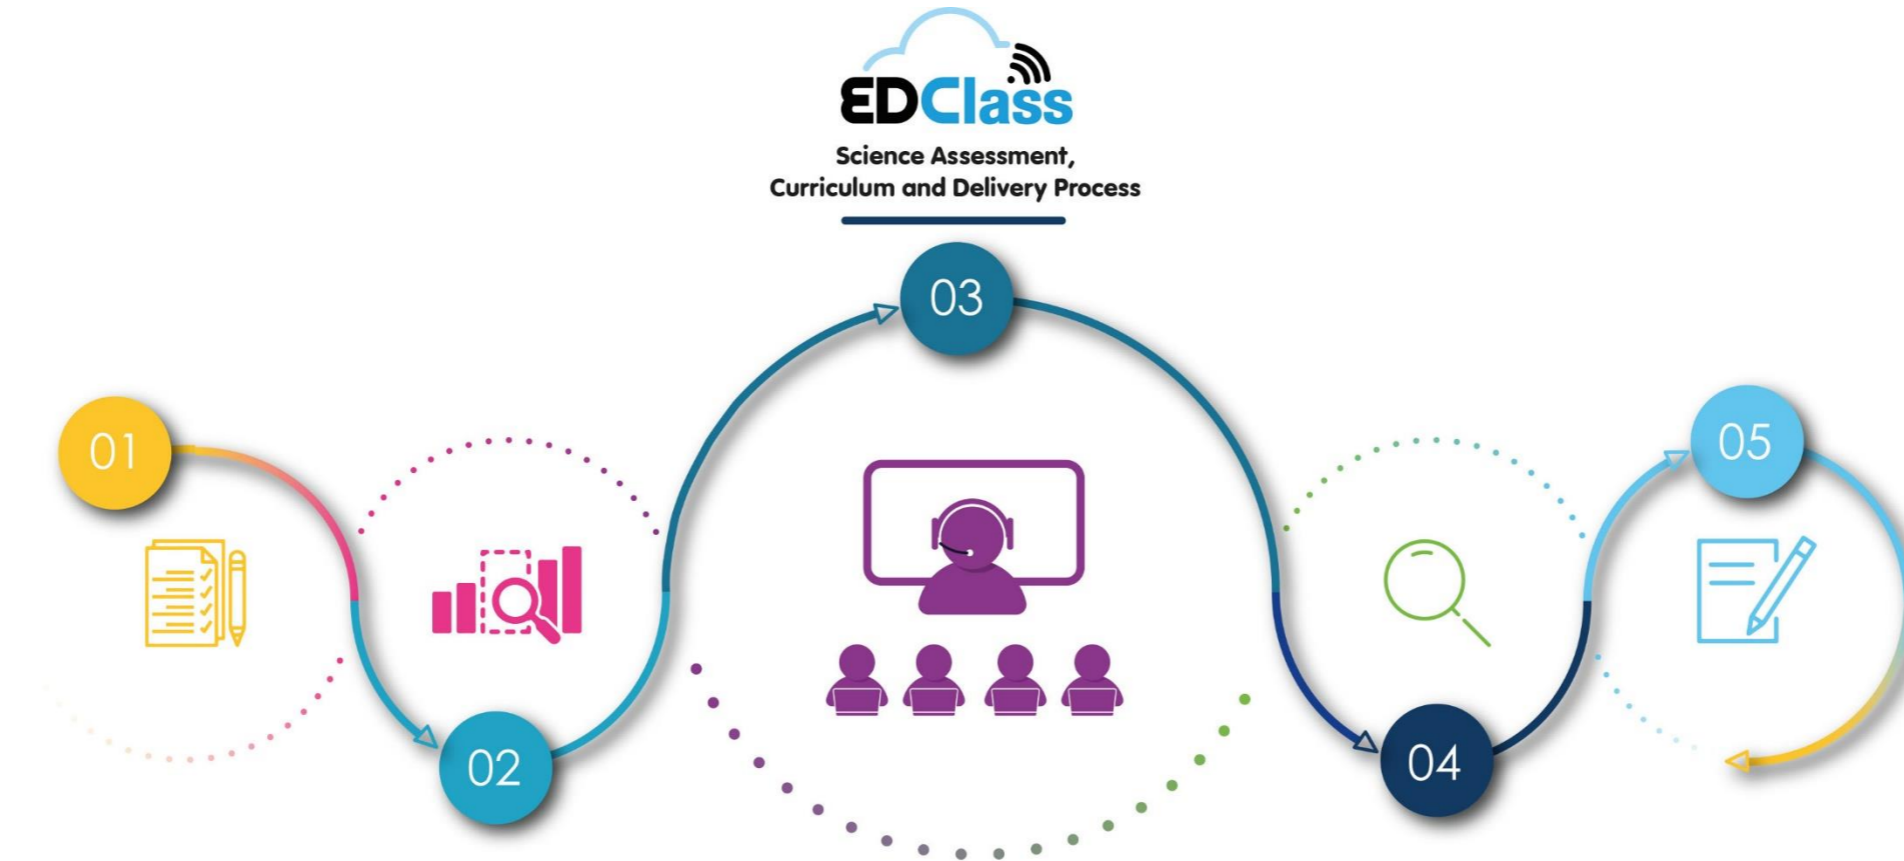 EDClass
Science Assessment,
Curriculum and Delivery Process
03
01
05
02
04